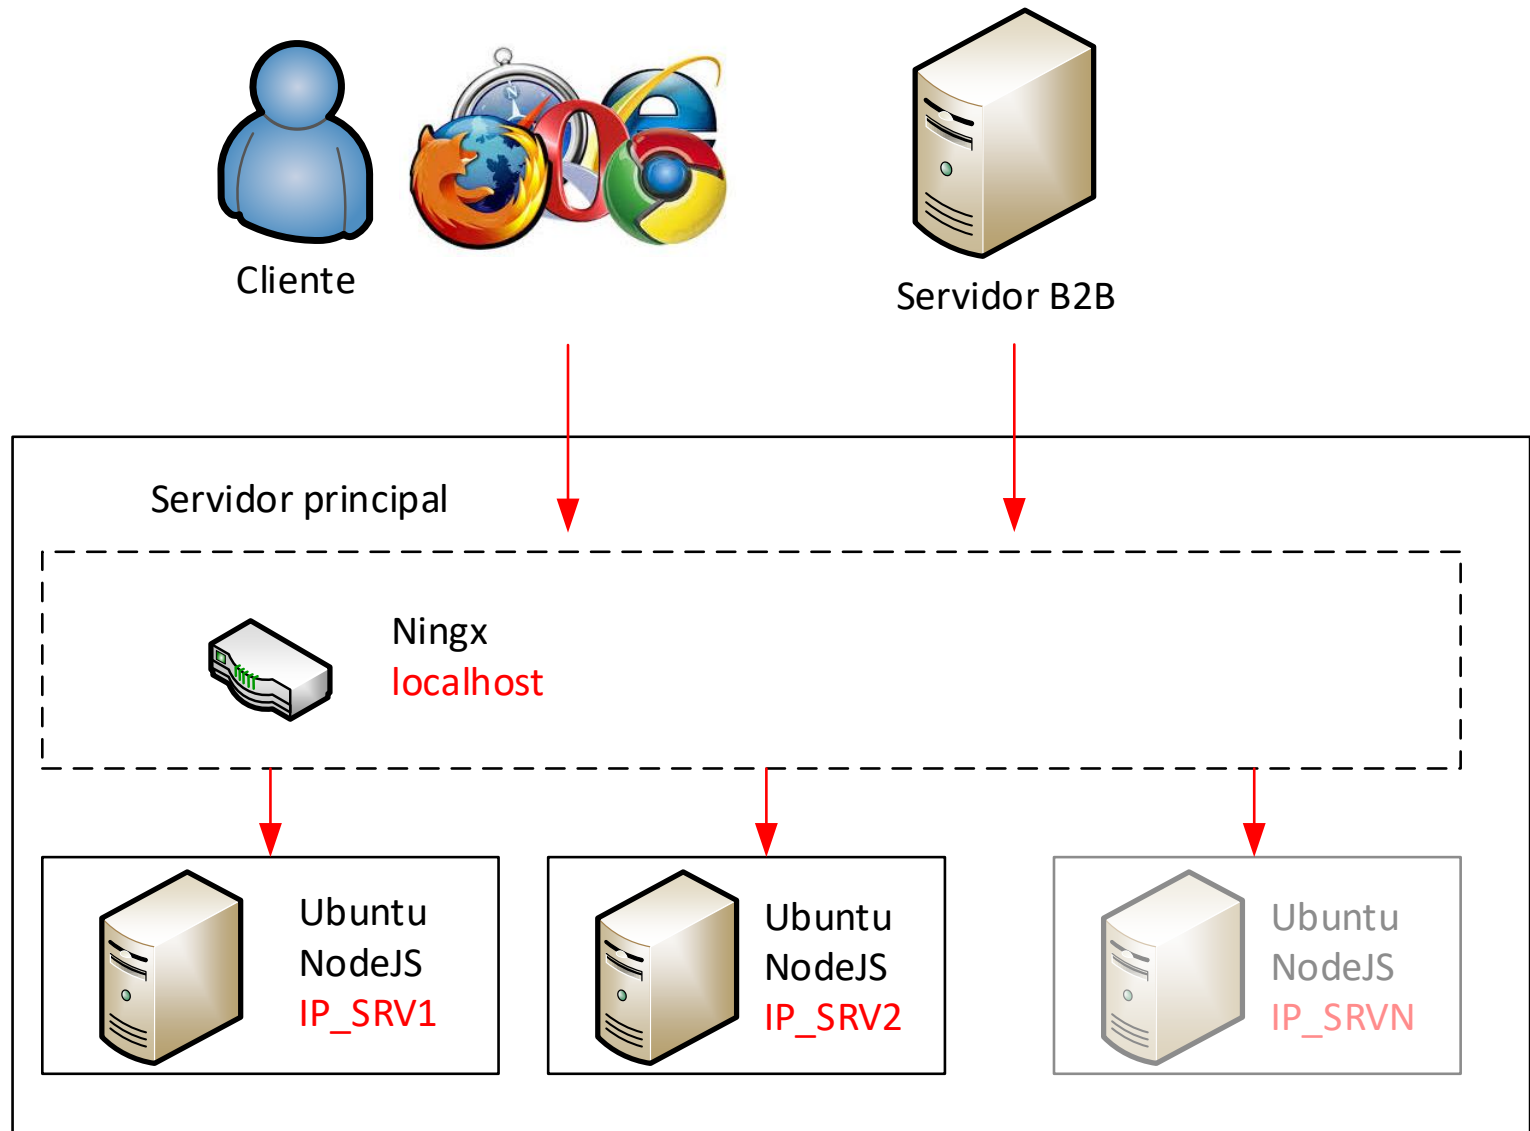 Cliente
Servidor B2B
Servidor principal
Ningx
localhost
Ubuntu
NodeJS
IP_SRV1
Ubuntu
NodeJS
IP_SRV2
Ubuntu
NodeJS
IP_SRVN